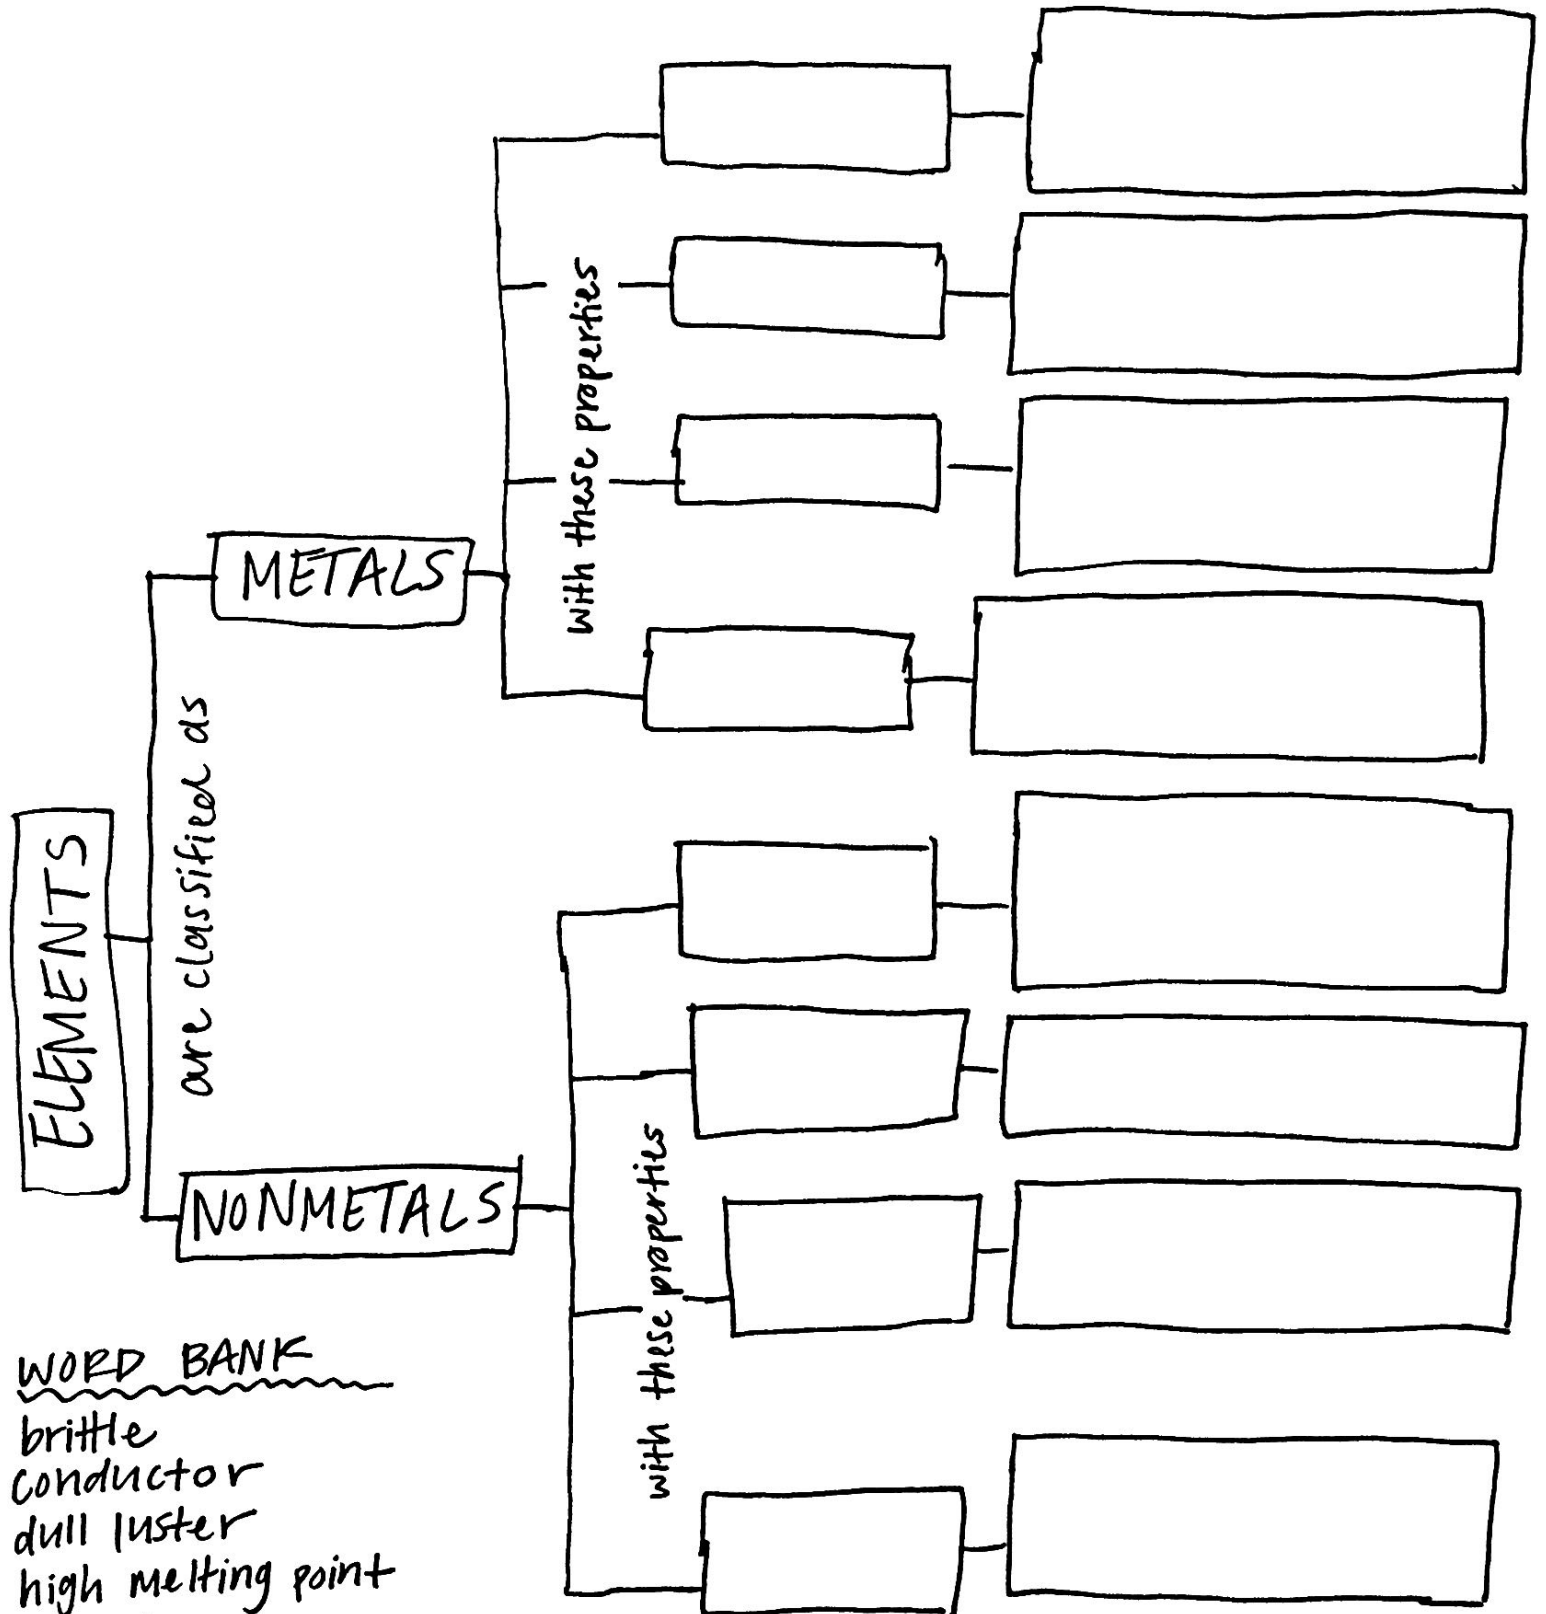 ELEMENTS
are classified as
METALS
with these properties
NONMETALS
with these properties
WORD BANK
brittle
conductor
dull luster
high melting point